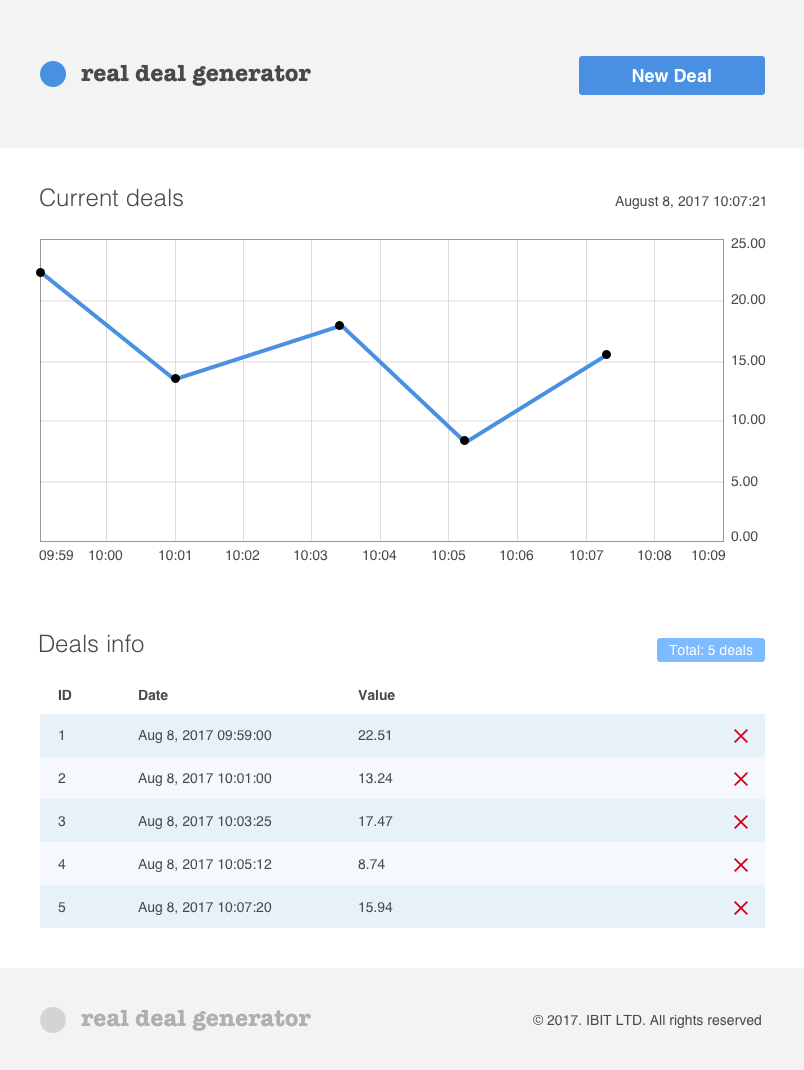 real deal generator
New Deal
Current deals
August 8, 2017 10:07:21
25.00
20.00
15.00
10.00
5.00
0.00
09:59 10:00 10:01 10:02 10:03 10:04 10:05 10:06 10:07 10:08 10:09
Deals info
Total: 5 deals
ID Date Value
1 Aug 8, 2017 09:59:00 22.51
2 Aug 8, 2017 10:01:00 13.24
3 Aug 8, 2017 10:03:25 17.47
4 Aug 8, 2017 10:05:12 8.74
5 Aug 8, 2017 10:07:20 15.94
real deal generator
© 2017. IBIT LTD. All rights reserved